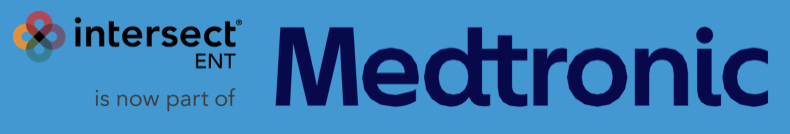 intersect®
ENT
is now part of
Medtronic